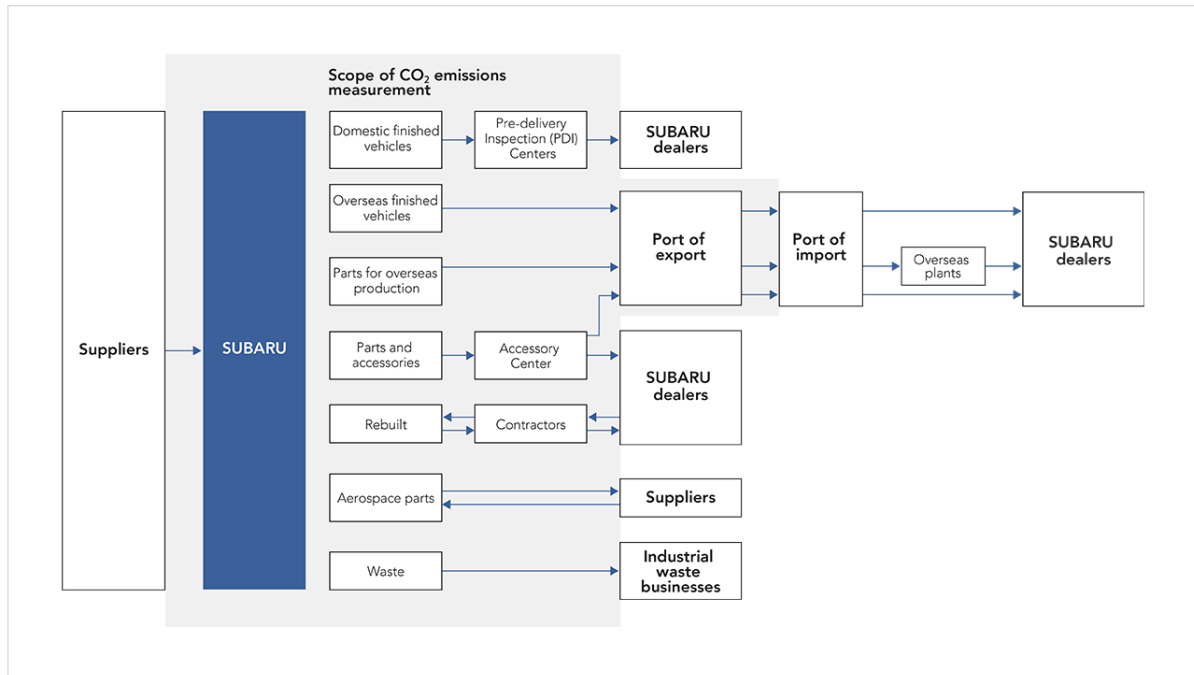 Scope of CO₂ emissions
measurement
Suppliers
SUBARU
Domestic finished
vehicles
Pre-delivery
Inspection (PDI)
Centers
SUBARU
dealers
Overseas finished
vehicles
Parts for overseas
production
Port of
export
Port of
import
Overseas
plants
SUBARU
dealers
Parts and
accessories
Accessory
Center
SUBARU
dealers
Rebuilt
Contractors
Aerospace parts
Suppliers
Waste
Industrial
waste
businesses